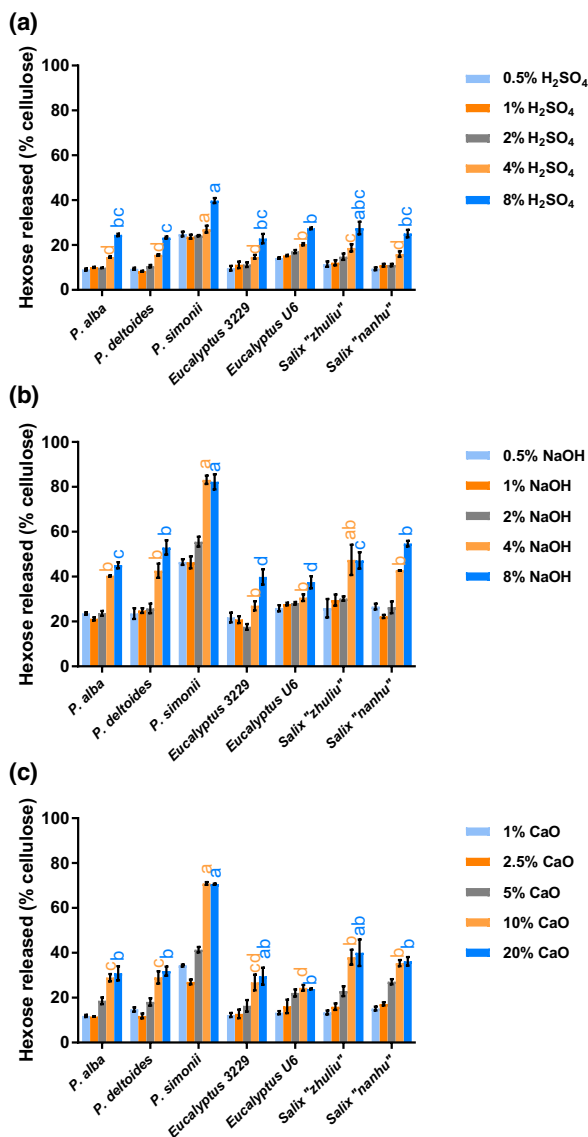 (a)
Hexose released (% cellulose)
100
80
60
40
20
0
d bc d c a a c bc b b c abc d bc
P. alba
P. deltoides
P. simonii
Eucalyptus 3229
Eucalyptus U6
Salix "zhuliu"
Salix "nanhu"
0.5% H₂SO₄
1% H₂SO₄
2% H₂SO₄
4% H₂SO₄
8% H₂SO₄
(b)
Hexose released (% cellulose)
100
80
60
40
20
0
b c b b a a b d b d ab c b b
P. alba
P. deltoides
P. simonii
Eucalyptus 3229
Eucalyptus U6
Salix "zhuliu"
Salix "nanhu"
0.5% NaOH
1% NaOH
2% NaOH
4% NaOH
8% NaOH
(c)
Hexose released (% cellulose)
100
80
60
40
20
0
c b c b a a cd ab d b b ab b b
P. alba
P. deltoides
P. simonii
Eucalyptus 3229
Eucalyptus U6
Salix "zhuliu"
Salix "nanhu"
1% CaO
2.5% CaO
5% CaO
10% CaO
20% CaO